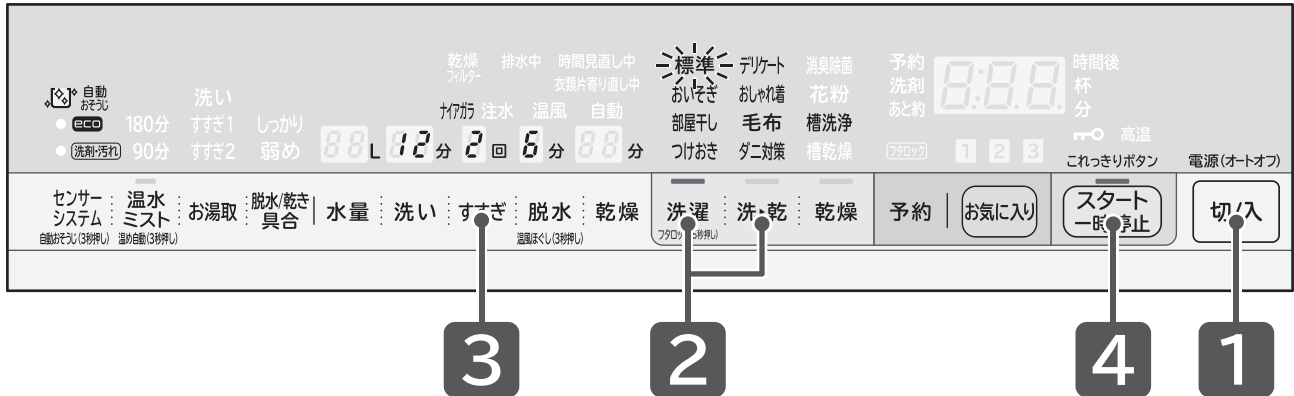 乾燥フィルター 排水中 時間見直し中
衣類片寄り直し中
ナイアガラ 注水 温風 自動
自動おそうじ
eco
洗剤・汚れ
洗い
180分 すすぎ1 しっかり
90分 すすぎ2 弱め
88L 12分 2回 6分 88分
標準 デリケート 消臭除菌
おいそぎ おしゃれ着 花粉
部屋干し 毛布 槽洗浄
つけおき ダニ対策 槽乾燥
予約 洗剤 あと約
8:8.8.
時間後 杯 分
高温
フタロック 1 2 3
これっきりボタン
電源(オートオフ)
センサーシステム 温水ミスト お湯取 脱水/乾き具合 水量 洗い すすぎ 脱水 乾燥 洗濯 洗▸乾 乾燥 予約 お気に入り スタート一時停止 切/入
自動おそうじ(3秒押し) 温め自動(3秒押し) 温風ほぐし(3秒押し)
3 2 4 1